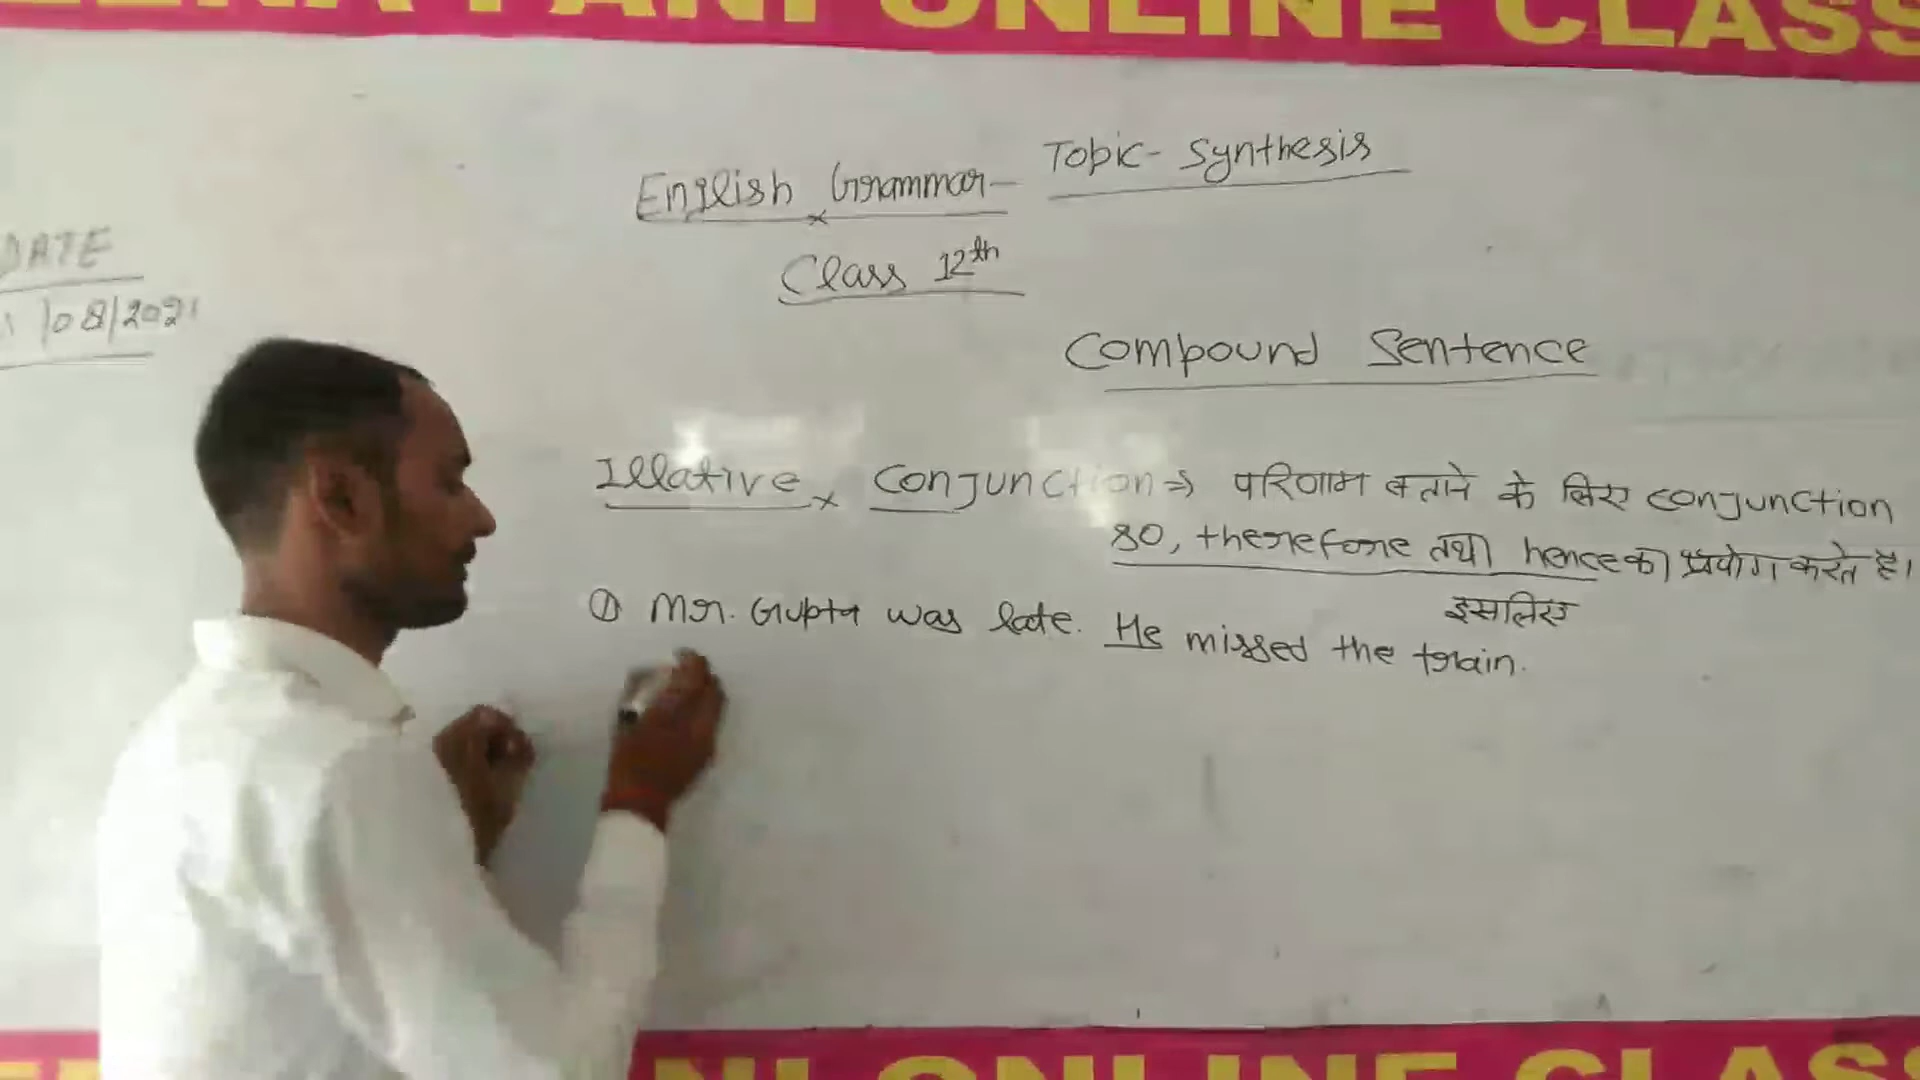 ONLINE CLASS
English Grammar- Topic- Synthesis
Class 12th
DATE
/08/2021
Compound Sentence
Illative Conjunction ⇒ परिणाम बताने के लिए conjunction
so, therefore तथा hence का प्रयोग करते है।
इसलिए
① Mr. Gupta was late. He missed the train.
ONLINE CLASS